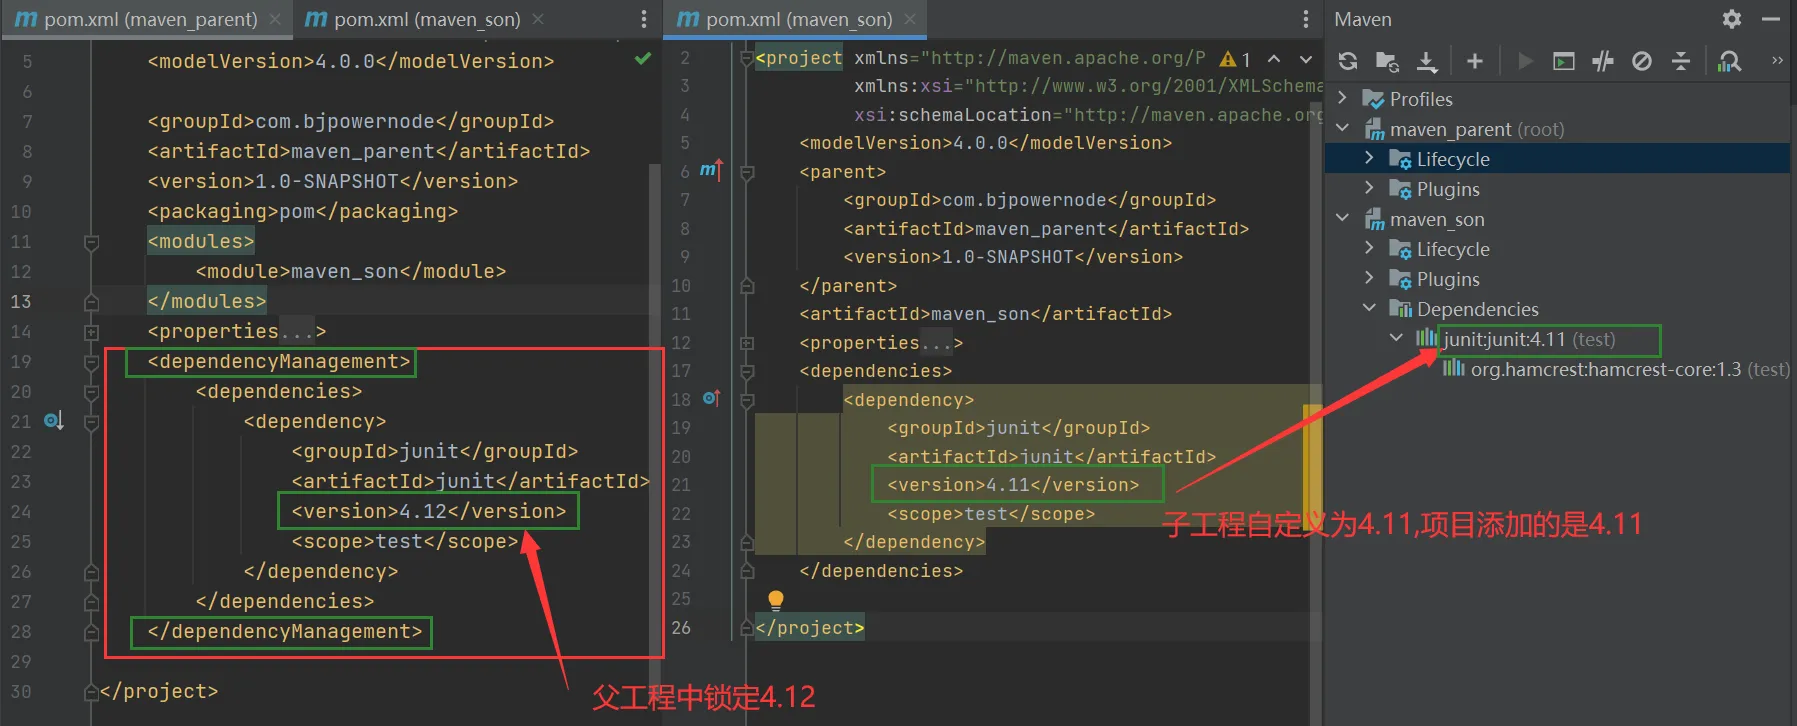 pom.xml (maven_parent)
pom.xml (maven_son)
5 <modelVersion>4.0.0</modelVersion>
6
7 <groupId>com.bjpowernode</groupId>
8 <artifactId>maven_parent</artifactId>
9 <version>1.0-SNAPSHOT</version>
10 <packaging>pom</packaging>
11 <modules>
12 <module>maven_son</module>
13 </modules>
14 <properties...>
19 <dependencyManagement>
20 <dependencies>
21 <dependency>
22 <groupId>junit</groupId>
23 <artifactId>junit</artifactId>
24 <version>4.12</version>
25 <scope>test</scope>
26 </dependency>
27 </dependencies>
28 </dependencyManagement>
29
30 </project>
父工程中锁定4.12
pom.xml (maven_son)
2 <project xmlns="http://maven.apache.org/P
1
3 xmlns:xsi="http://www.w3.org/2001/XMLSchema
4 xsi:schemaLocation="http://maven.apache.org
5 <modelVersion>4.0.0</modelVersion>
6 <parent>
7 <groupId>com.bjpowernode</groupId>
8 <artifactId>maven_parent</artifactId>
9 <version>1.0-SNAPSHOT</version>
10 </parent>
11 <artifactId>maven_son</artifactId>
12 <properties...>
17 <dependencies>
18 <dependency>
19 <groupId>junit</groupId>
20 <artifactId>junit</artifactId>
21 <version>4.11</version>
22 <scope>test</scope>
23 </dependency>
24 </dependencies>
25
26 </project>
子工程自定义为4.11,项目添加的是4.11
Maven
Profiles
maven_parent (root)
Lifecycle
Plugins
maven_son
Lifecycle
Plugins
Dependencies
junit:junit:4.11 (test)
org.hamcrest:hamcrest-core:1.3 (test)